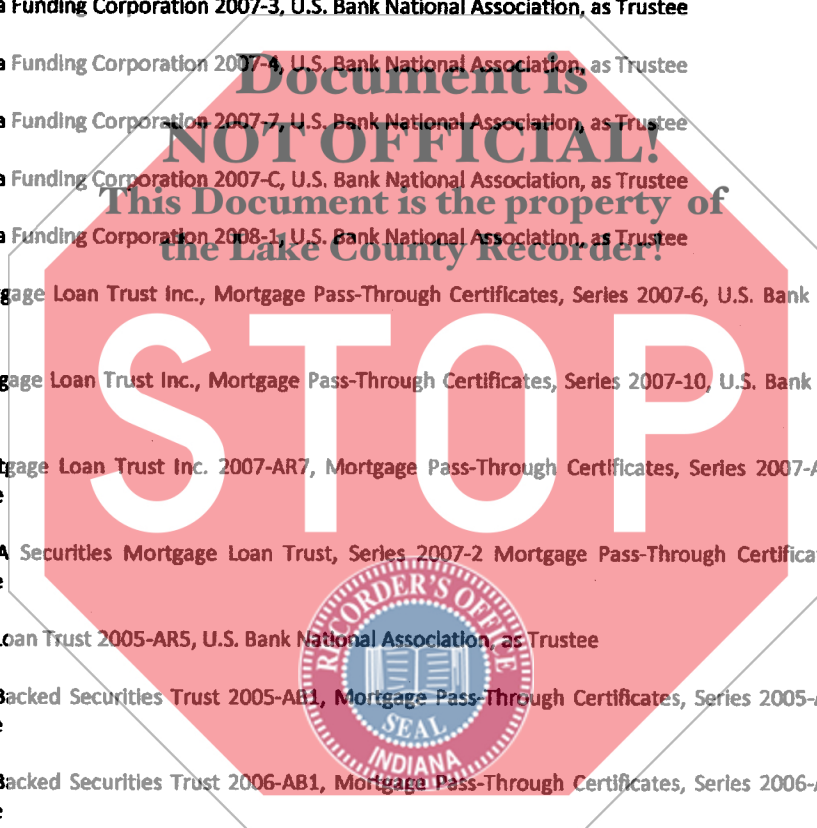 a Funding Corporation 2007-3, U.S. Bank National Association, as Trustee
a Funding Corporation 2007-4, U.S. Bank National Association, as Trustee
Document is
a Funding Corporation 2007-7, U.S. Bank National Association, as Trustee
NOT OFFICIAL!
a Funding Corporation 2007-C, U.S. Bank National Association, as Trustee
This Document is the property of
a Funding Corporation 2008-1, U.S. Bank National Association, as Trustee
the Lake County Recorder!
gage Loan Trust Inc., Mortgage Pass-Through Certificates, Series 2007-6, U.S. Bank
STOP
gage Loan Trust Inc., Mortgage Pass-Through Certificates, Series 2007-10, U.S. Bank
tgage Loan Trust Inc. 2007-AR7, Mortgage Pass-Through Certificates, Series 2007-A
e
A Securities Mortgage Loan Trust, Series 2007-2 Mortgage Pass-Through Certifica
e
RECORDER'S OFFICE
Loan Trust 2005-AR5, U.S. Bank National Association, as Trustee
Backed Securities Trust 2005-AB1, Mortgage Pass-Through Certificates, Series 2005-A
e
SEAL
INDIANA
Backed Securities Trust 2006-AB1, Mortgage Pass-Through Certificates, Series 2006-A
e